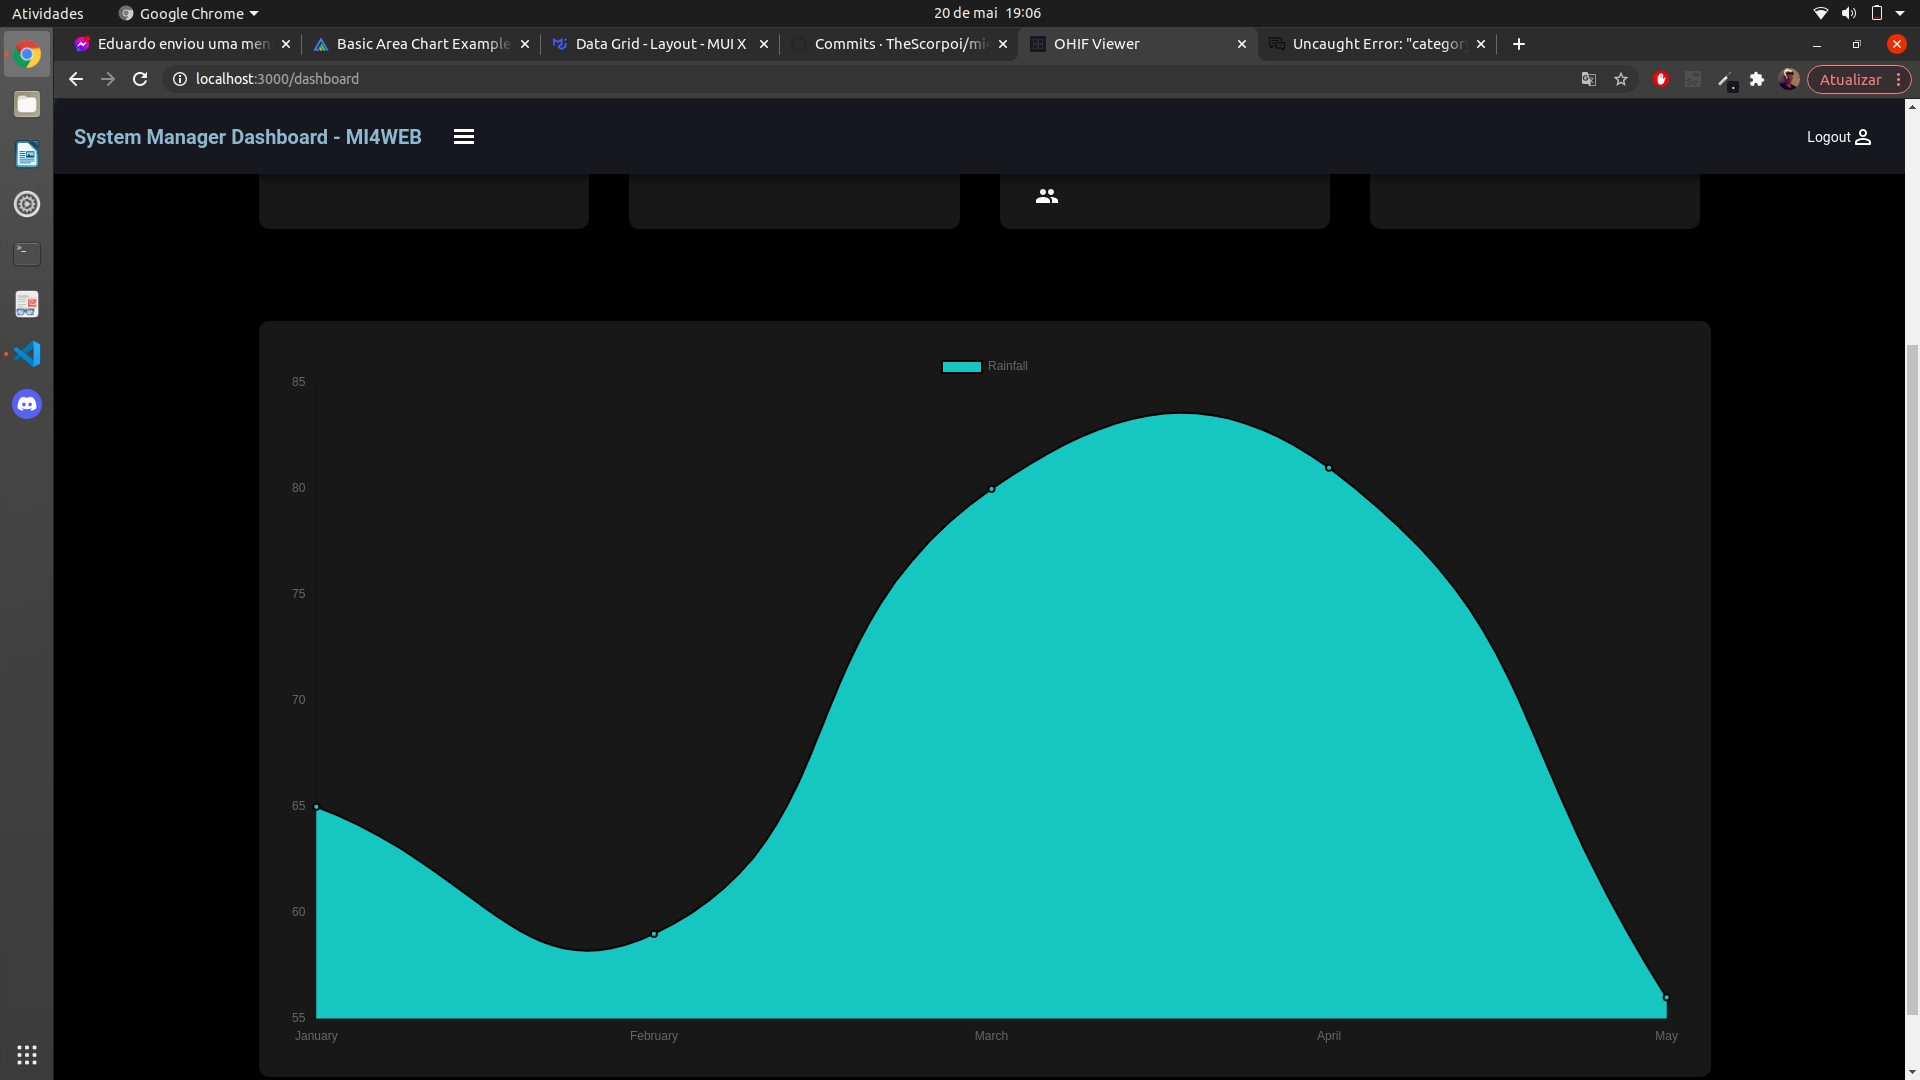 Atividades
Google Chrome
20 de mai 19:06
Eduardo enviou uma men
Basic Area Chart Example
Data Grid - Layout - MUI X
Commits · TheScorpoi/mi
OHIF Viewer
Uncaught Error: "categor
localhost:3000/dashboard
Atualizar
System Manager Dashboard - MI4WEB
Logout
Rainfall
85
80
75
70
65
60
55
January
February
March
April
May